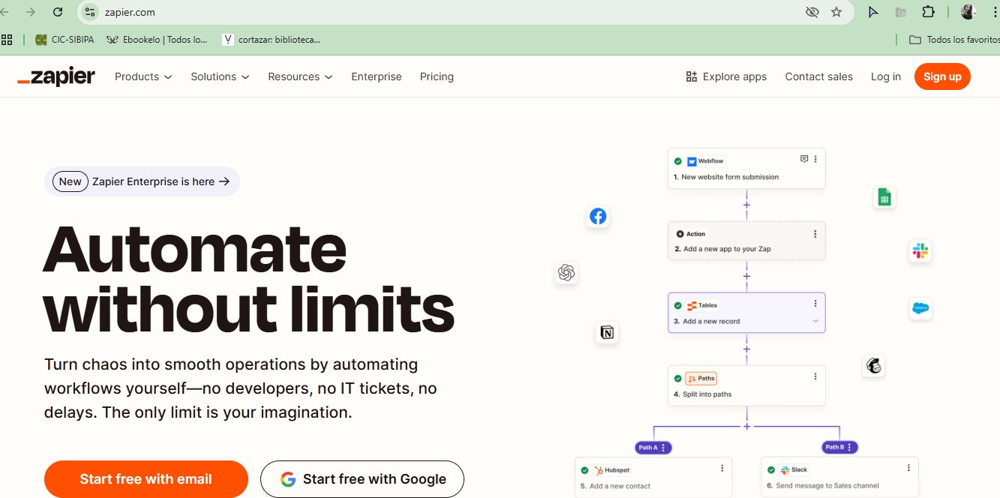 zapier.com
CIC-SIBIPA
Ebookelo | Todos lo...
cortazar: biblioteca...
Todos los favoritos
zapier
Products
Solutions
Resources
Enterprise
Pricing
Explore apps
Contact sales
Log in
Sign up
New Zapier Enterprise is here →
Automate
without limits
Turn chaos into smooth operations by automating
workflows yourself—no developers, no IT tickets, no
delays. The only limit is your imagination.
Start free with email
Start free with Google
Webflow
1. New website form submission
Action
2. Add a new app to your Zap
Tables
3. Add a new record
Paths
4. Split into paths
Path A
Path B
Hubspot
5. Add a new contact
Slack
6. Send message to Sales channel